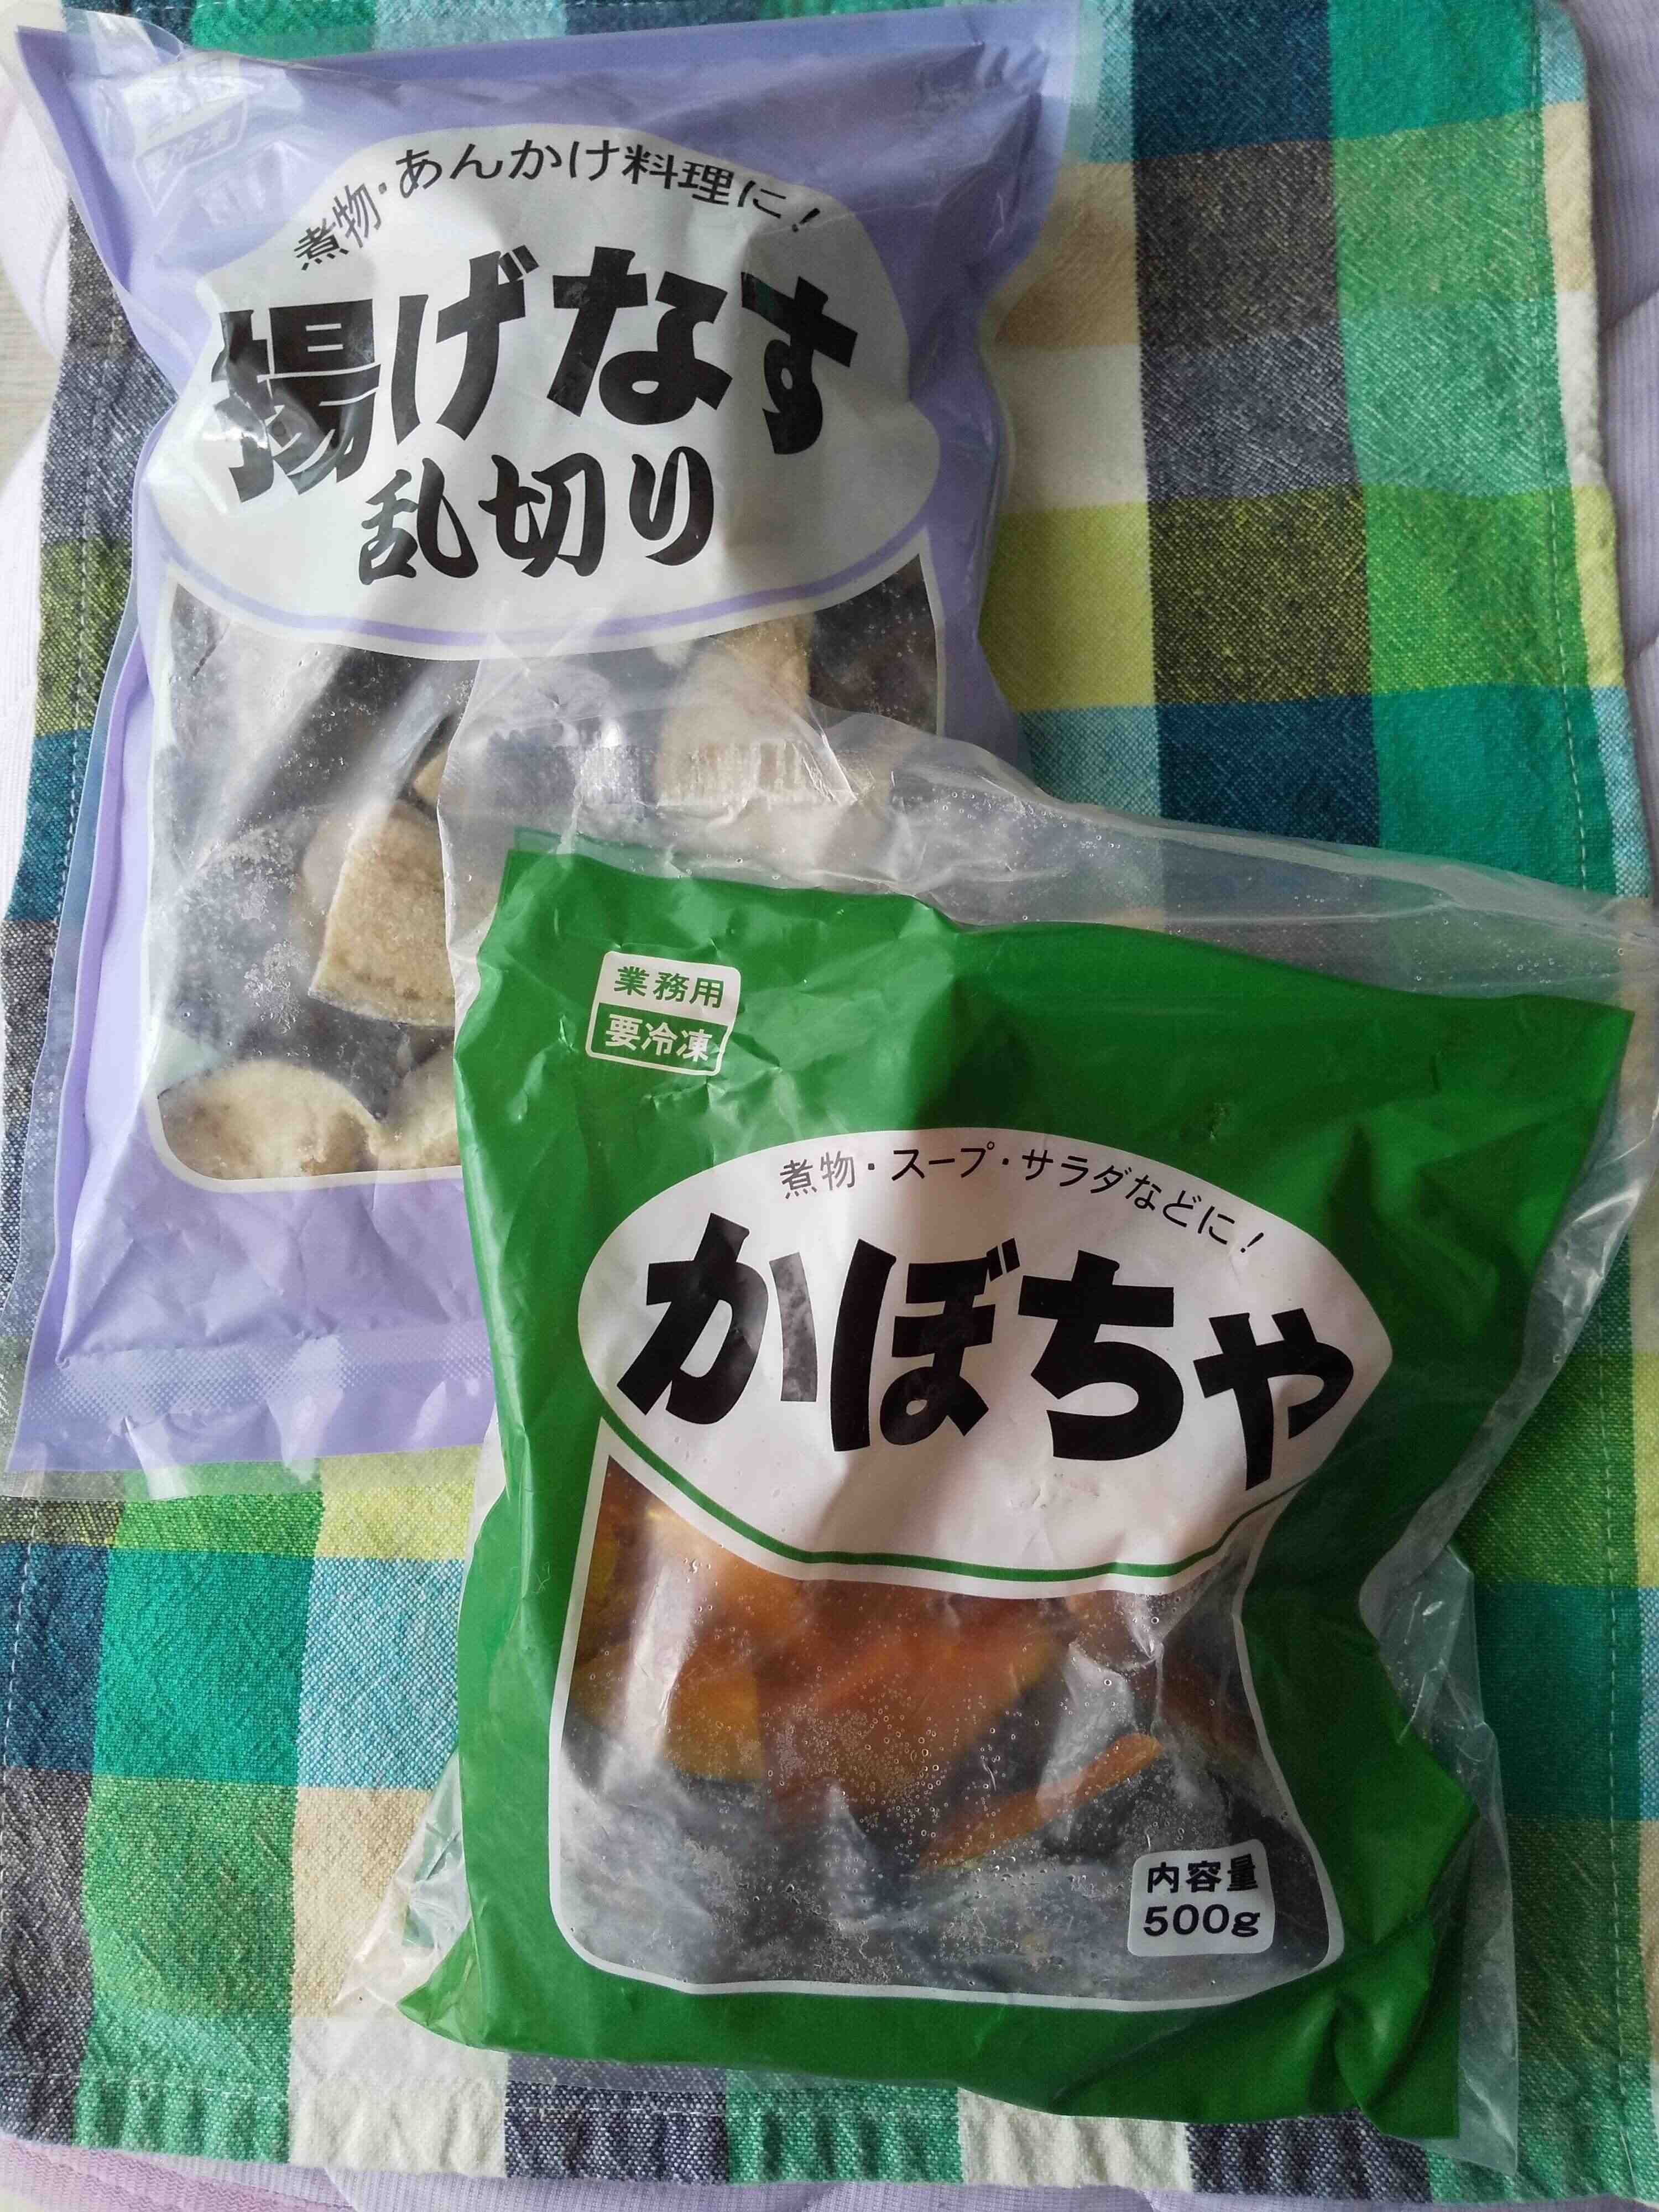 煮物・あんかけ料理に!
揚げなす
乱切り
業務用
要冷凍
煮物・スープ・サラダなどに!
かぼちゃ
内容量
500g